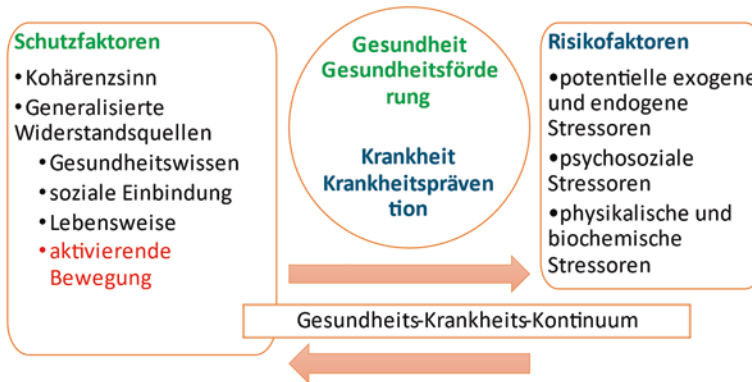 Schutzfaktoren
•Kohärenzsinn
•Generalisierte
Widerstandsquellen
•Gesundheitswissen
•soziale Einbindung
•Lebensweise
•aktivierende
Bewegung
Gesundheit
Gesundheitsförde
rung
Krankheit
Krankheitspräven
tion
Risikofaktoren
•potentielle exogene
und endogene
Stressoren
•psychosoziale
Stressoren
•physikalische und
biochemische
Stressoren
Gesundheits-Krankheits-Kontinuum